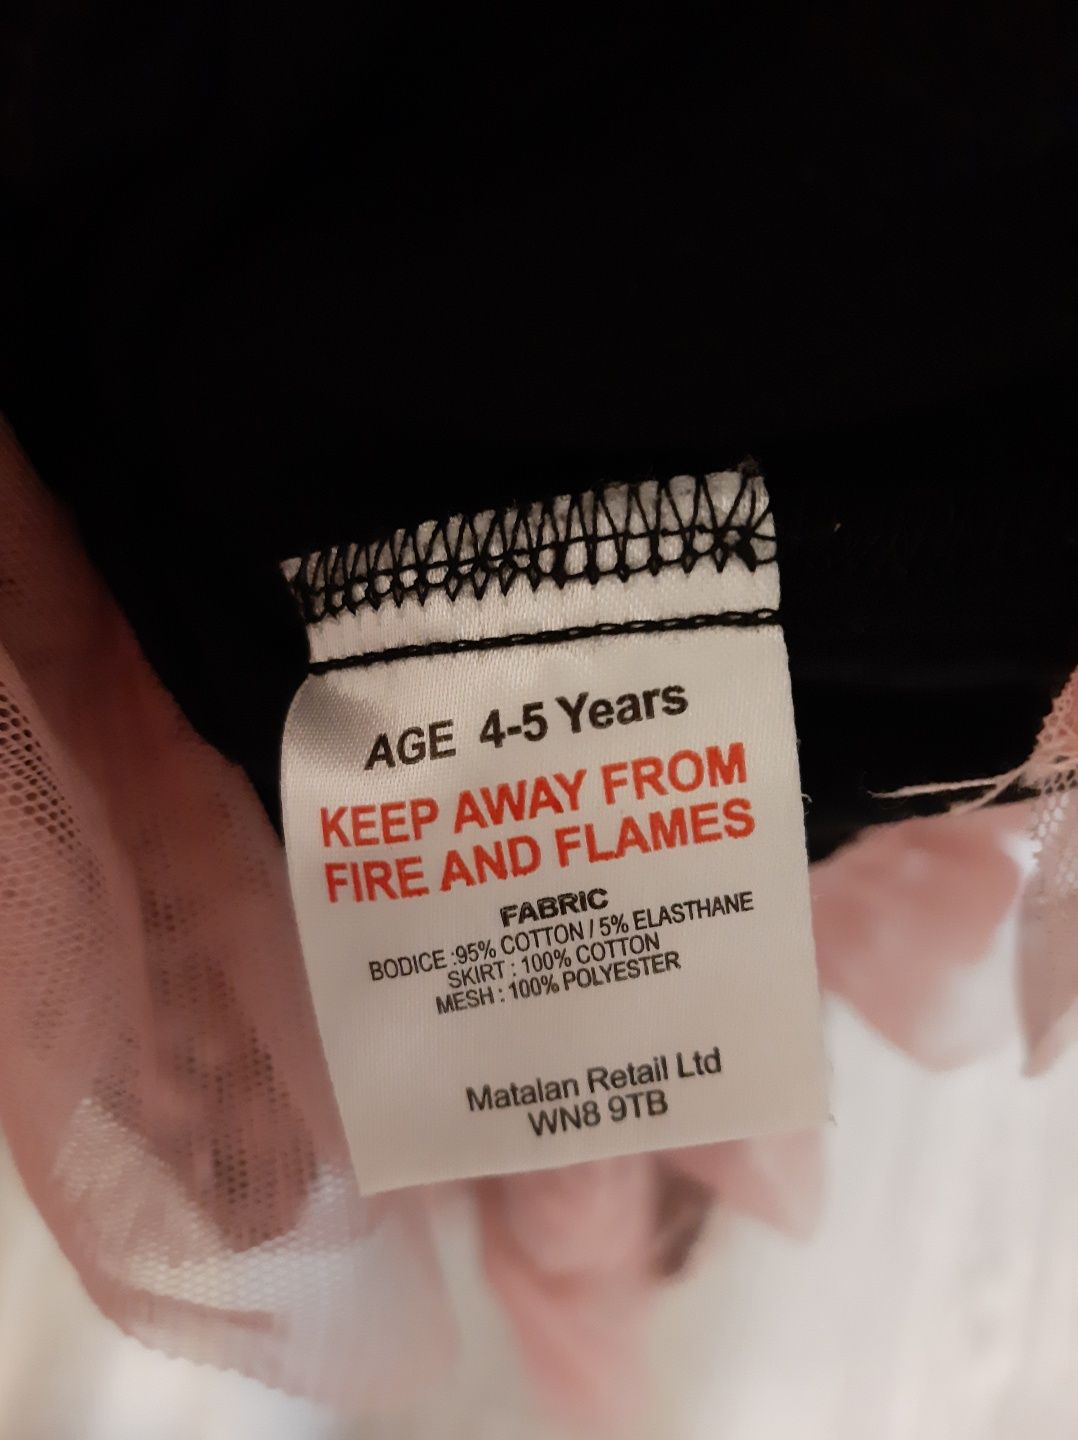 AGE 4-5 Years
KEEP AWAY FROM
FIRE AND FLAMES
FABRIC
BODICE :95% COTTON / 5% ELASTHANE
SKIRT : 100% COTTON
MESH : 100% POLYESTER
Matalan Retail Ltd
WN8 9TB